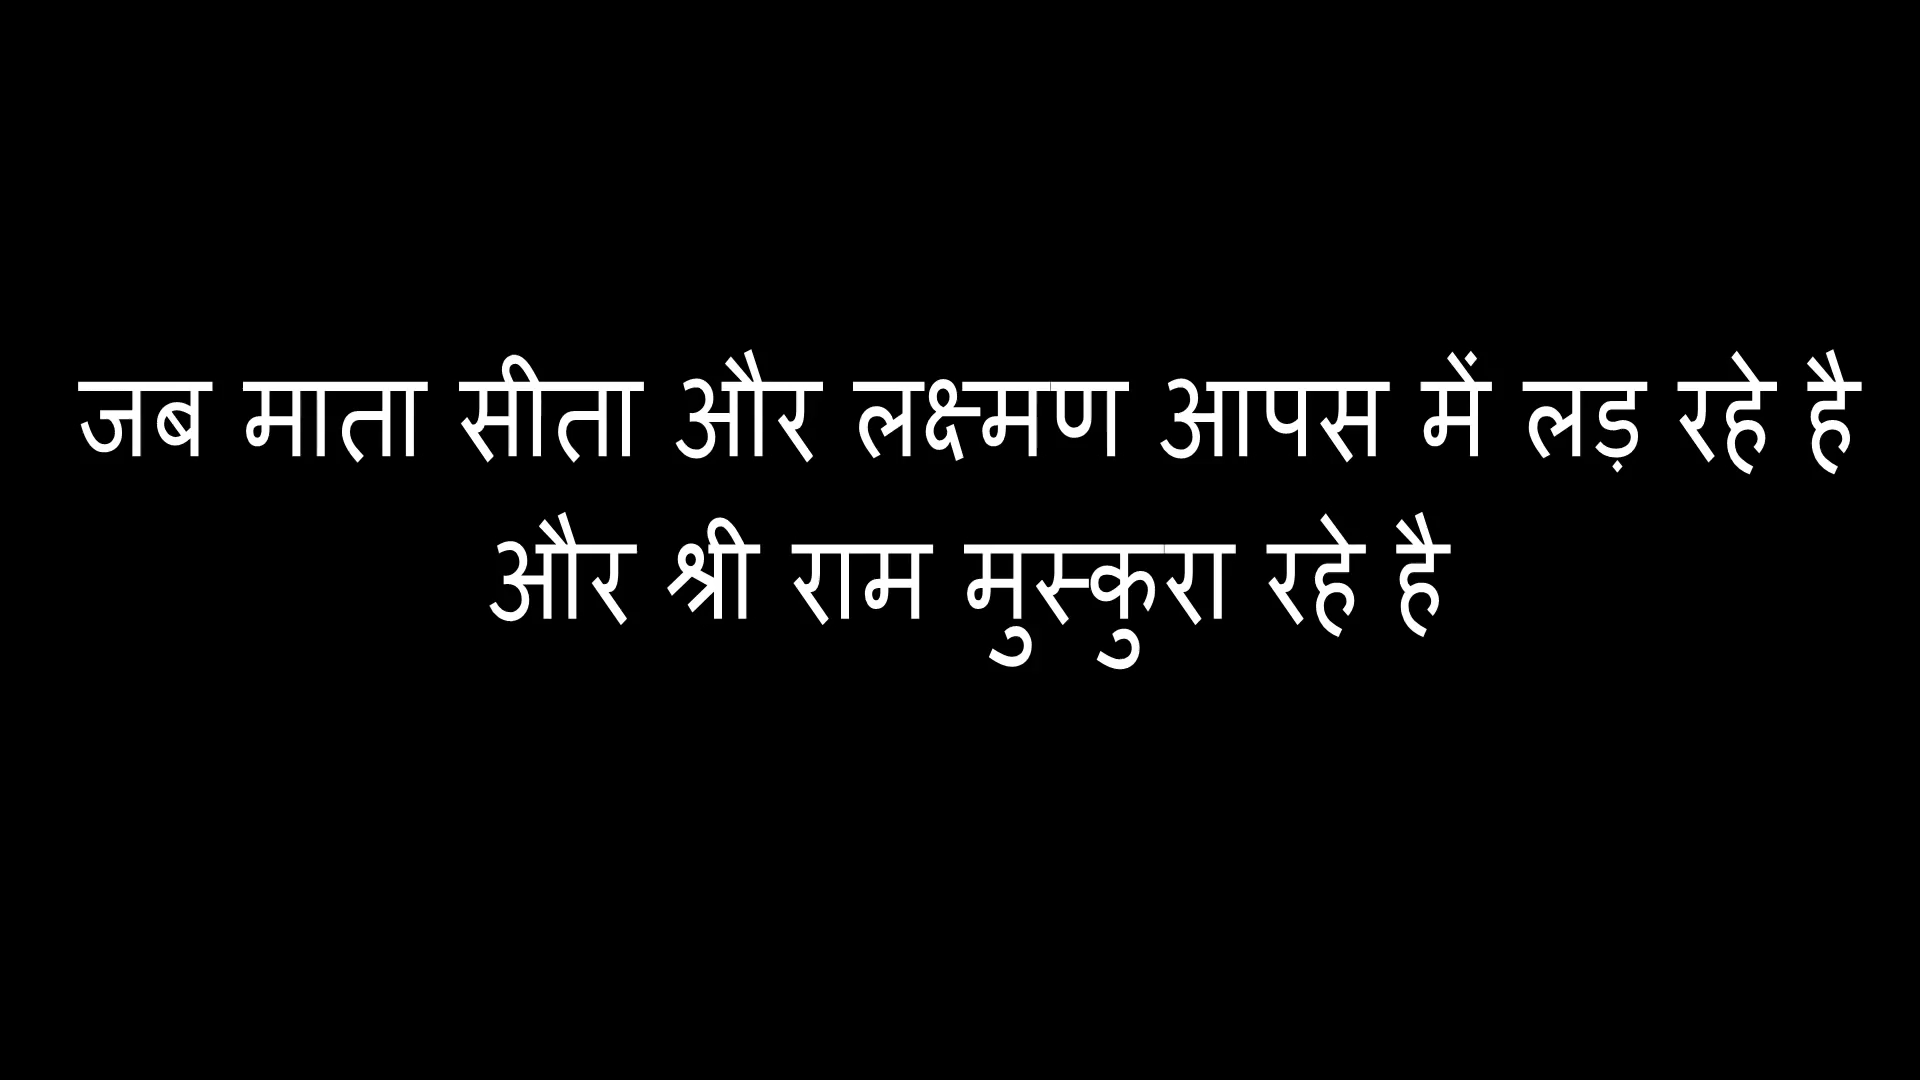 जब माता सीता और लक्ष्मण आपस में लड़ रहे है
और श्री राम मुस्कुरा रहे है